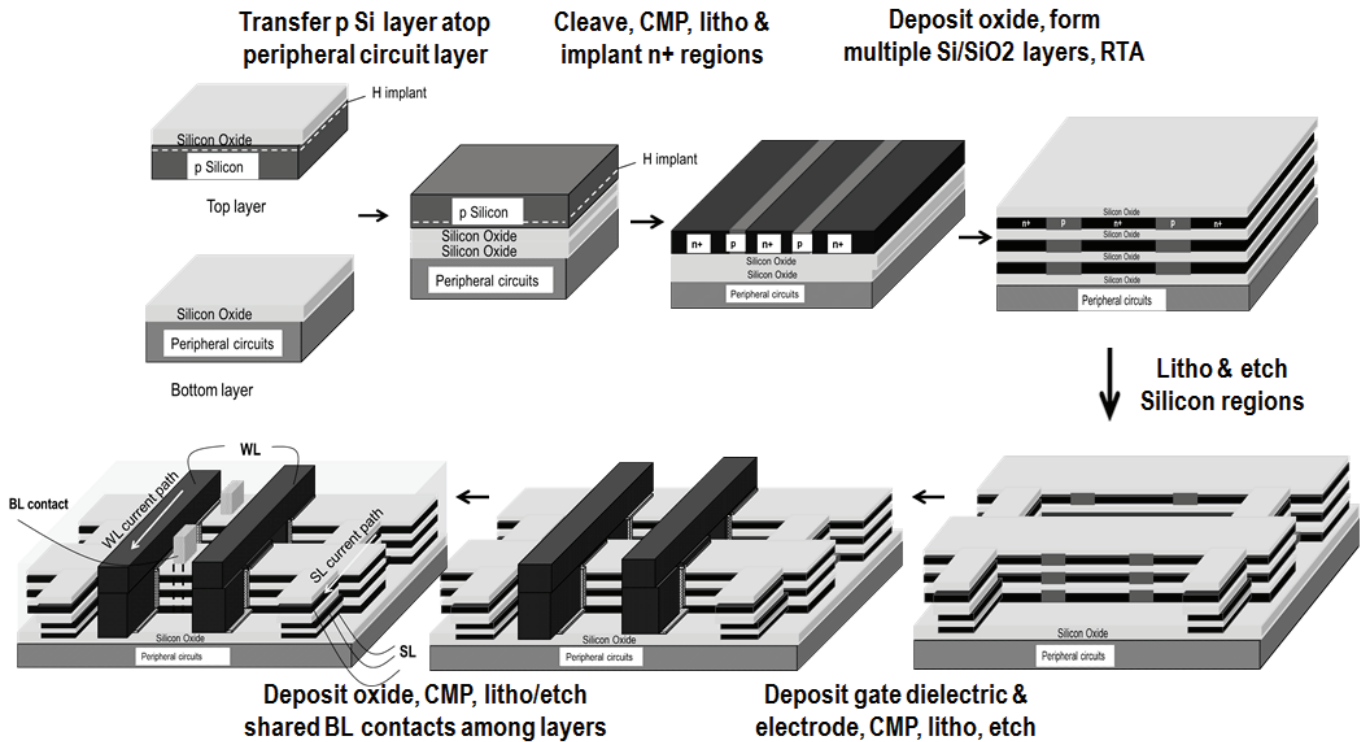 Transfer p Si layer atop
peripheral circuit layer
Cleave, CMP, litho &
implant n+ regions
Deposit oxide, form
multiple Si/SiO2 layers, RTA
H implant
Silicon Oxide
p Silicon
Top layer
Silicon Oxide
Peripheral circuits
Bottom layer
H implant
p Silicon
Silicon Oxide
Silicon Oxide
Peripheral circuits
n+ p n+ p n+
Silicon Oxide
Silicon Oxide
Peripheral circuits
Silicon Oxide
n+ p n+ p n+
Silicon Oxide
Silicon Oxide
Silicon Oxide
Peripheral circuits
Litho & etch
Silicon regions
WL
BL contact
WL current path
SL current path
Silicon Oxide
SL
Peripheral circuits
Silicon Oxide
Peripheral circuits
Silicon Oxide
Peripheral circuits
Deposit oxide, CMP, litho/etch
shared BL contacts among layers
Deposit gate dielectric &
electrode, CMP, litho, etch